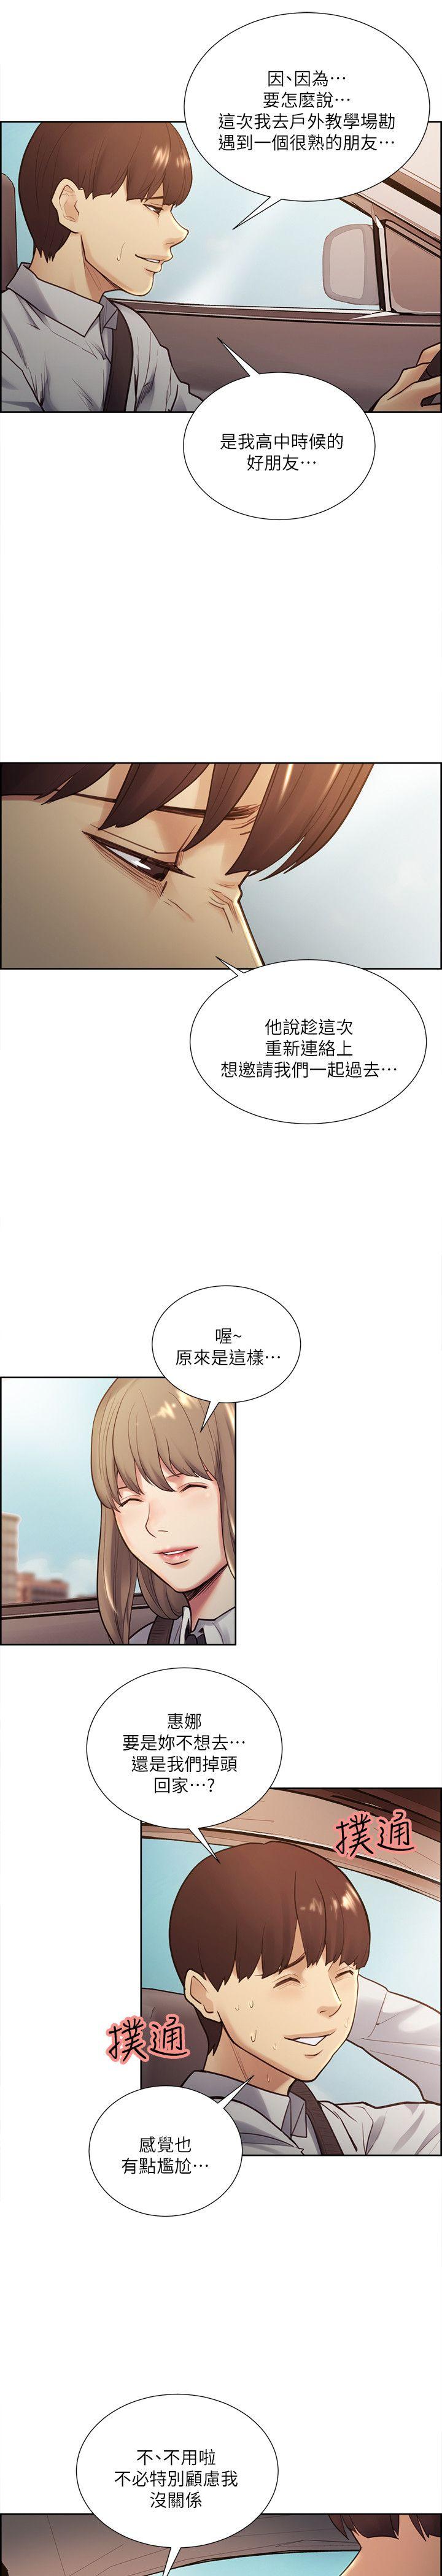 因、因為…
要怎麼說…
這次我去戶外教學場勘
遇到一個很熟的朋友…
是我高中時候的
好朋友…
他說趁這次
重新連絡上
想邀請我們一起過去…
喔~
原來是這樣…
惠娜
要是妳不想去…
還是我們掉頭
回家…?
撲通
撲通
感覺也
有點尷尬…
不、不用啦
不必特別顧慮我
沒關係